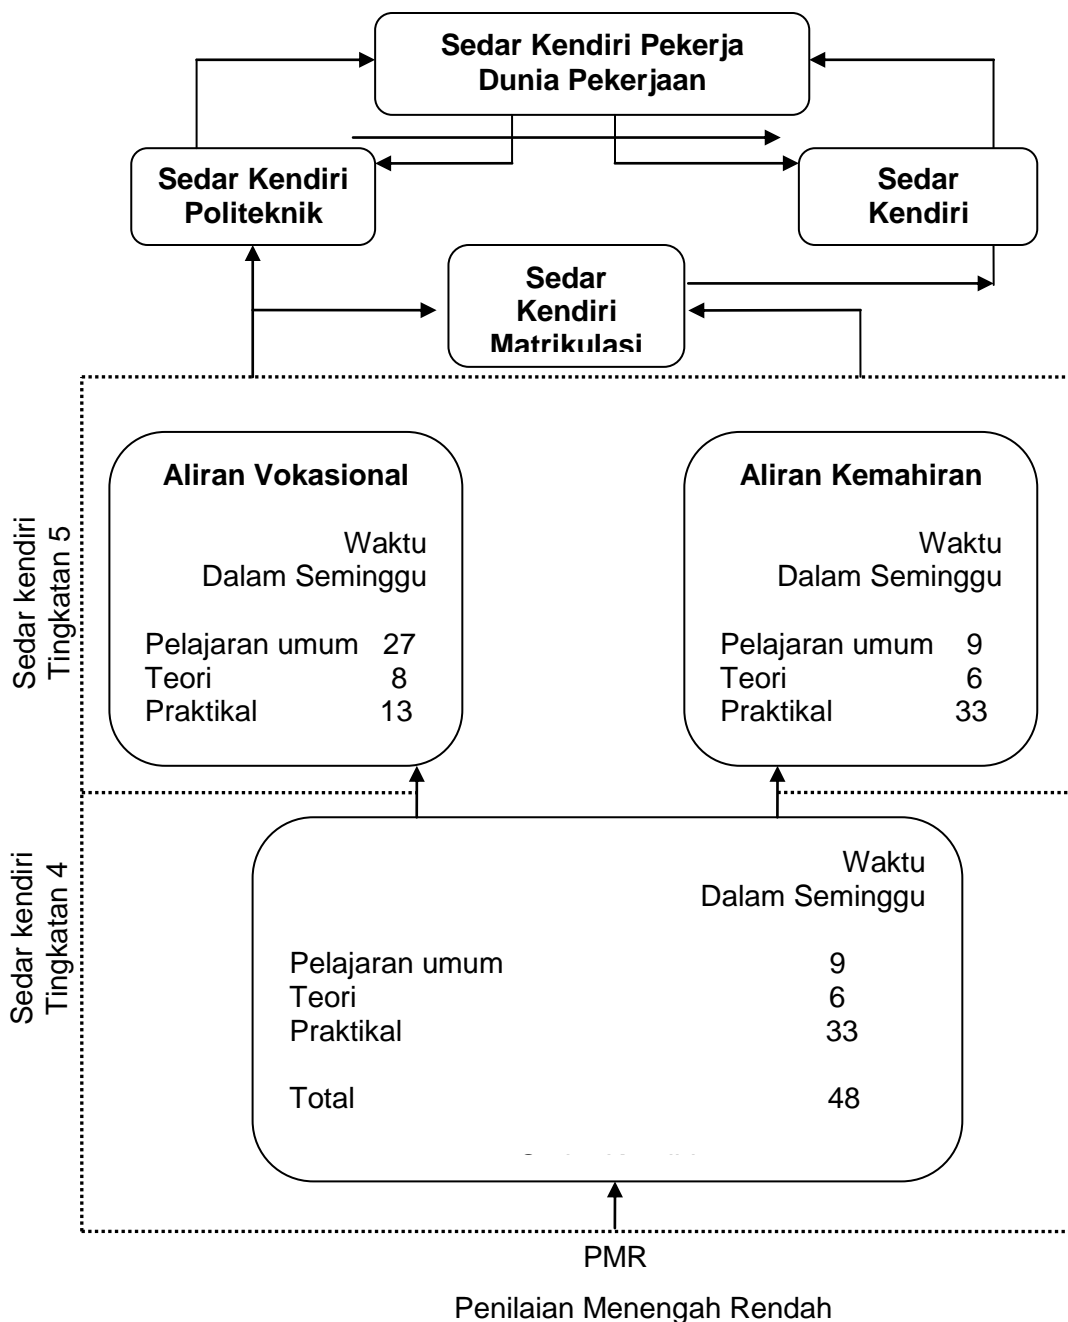 Sedar Kendiri Pekerja
Dunia Pekerjaan
Sedar Kendiri
Politeknik
Sedar
Kendiri
Sedar
Kendiri
Matrikulasi
Sedar kendiri
Tingkatan 5
Aliran Vokasional
Waktu
Dalam Seminggu
Pelajaran umum 27
Teori 8
Praktikal 13
Aliran Kemahiran
Waktu
Dalam Seminggu
Pelajaran umum 9
Teori 6
Praktikal 33
Sedar kendiri
Tingkatan 4
Waktu
Dalam Seminggu
Pelajaran umum 9
Teori 6
Praktikal 33
Total 48
PMR
Penilaian Menengah Rendah